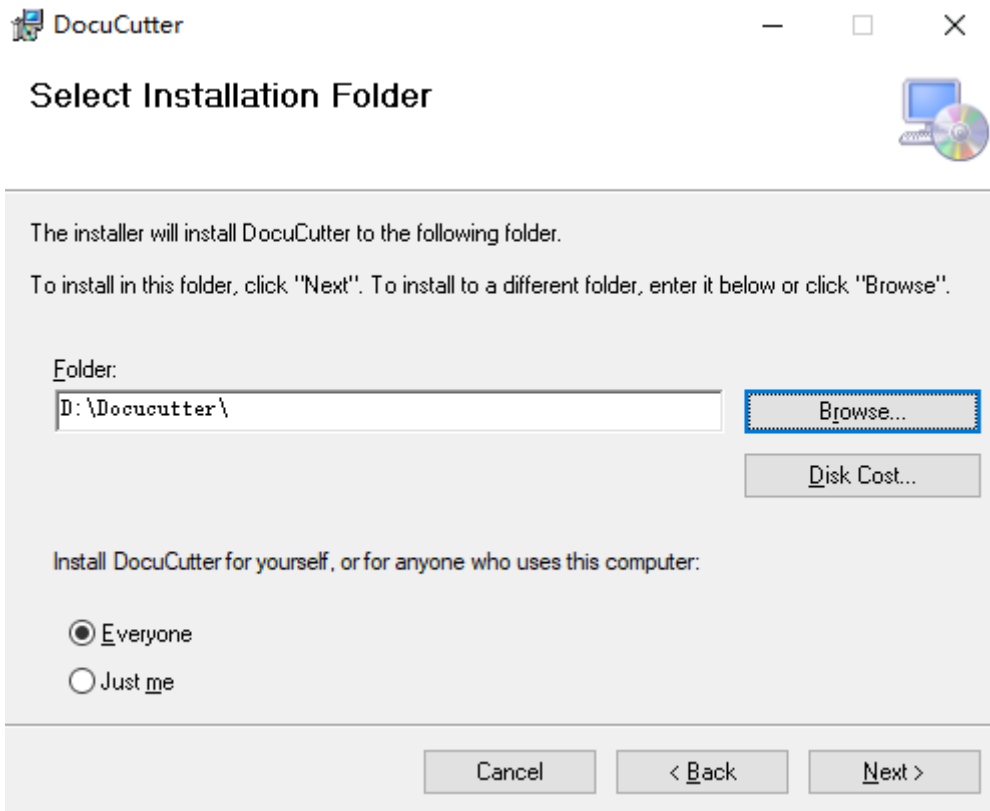 DocuCutter
Select Installation Folder
The installer will install DocuCutter to the following folder.
To install in this folder, click "Next". To install to a different folder, enter it below or click "Browse".
Folder:
D:\Docucutter\
Browse...
Disk Cost...
Install DocuCutter for yourself, or for anyone who uses this computer:
Everyone
Just me
Cancel
< Back
Next >